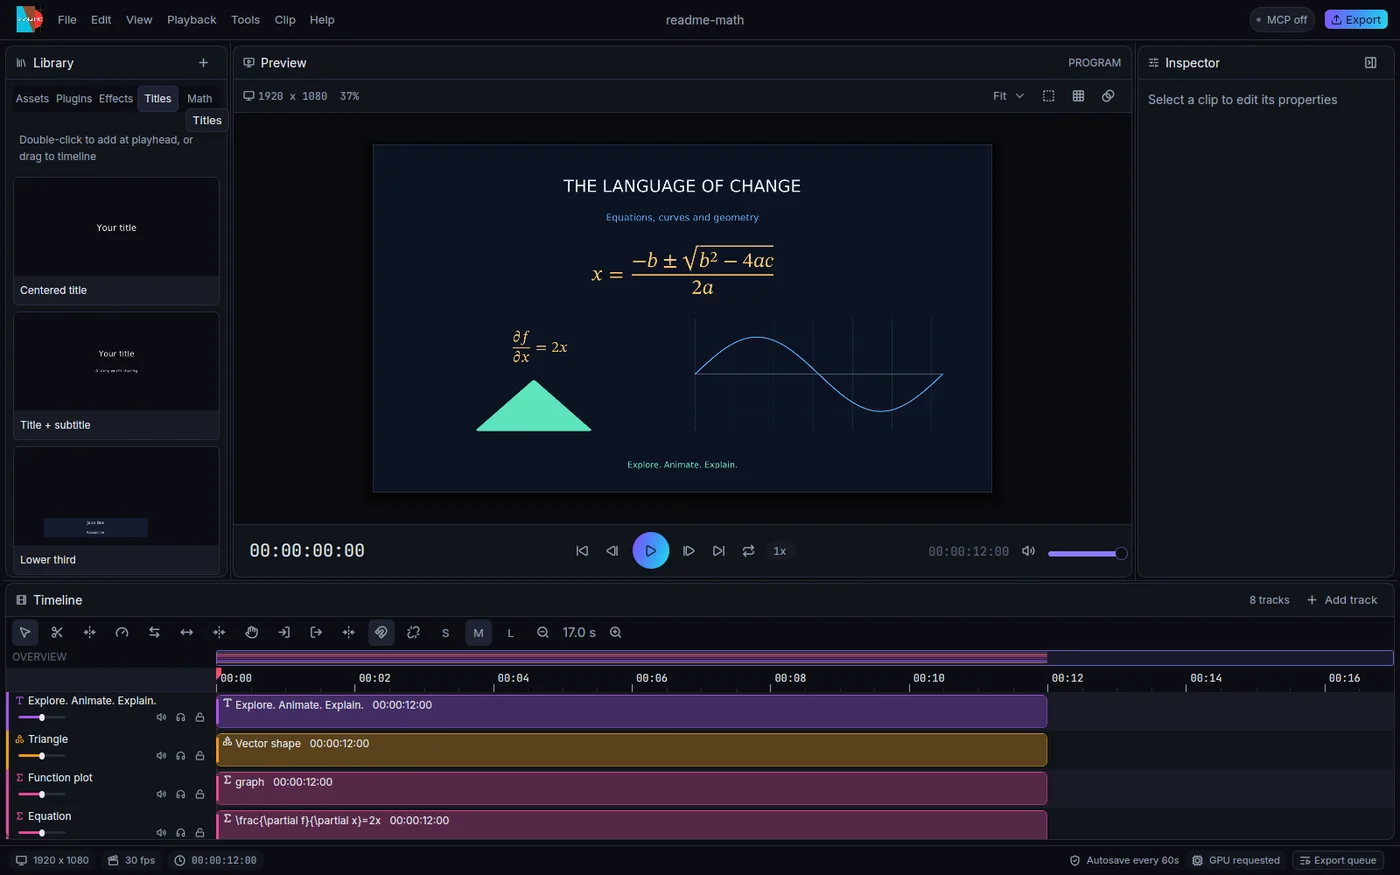 File Edit View Playback Tools Clip Help
readme-math
MCP off
Export
Library
Assets Plugins Effects Titles Math
Titles
Double-click to add at playhead, or
drag to timeline
Your title
Centered title
Your title
Title + subtitle
Lower third
Preview
PROGRAM
1920 x 1080 37%
Fit
THE LANGUAGE OF CHANGE
Equations, curves and geometry
x = \frac{-b ± \sqrt{b² − 4ac}}{2a}
\frac{∂f}{∂x} = 2x
Explore. Animate. Explain.
00:00:00:00
1x
00:00:12:00
Inspector
Select a clip to edit its properties
Timeline
8 tracks
Add track
S M L
17.0 s
OVERVIEW
00:00 00:02 00:04 00:06 00:08 00:10 00:12 00:14 00:16
Explore. Animate. Explain.
T Explore. Animate. Explain. 00:00:12:00
Triangle
Vector shape 00:00:12:00
Σ Function plot
Σ graph 00:00:12:00
Σ Equation
Σ \frac{\partial f}{\partial x}=2x 00:00:12:00
1920 x 1080
30 fps
00:00:12:00
Autosave every 60s
GPU requested
Export queue